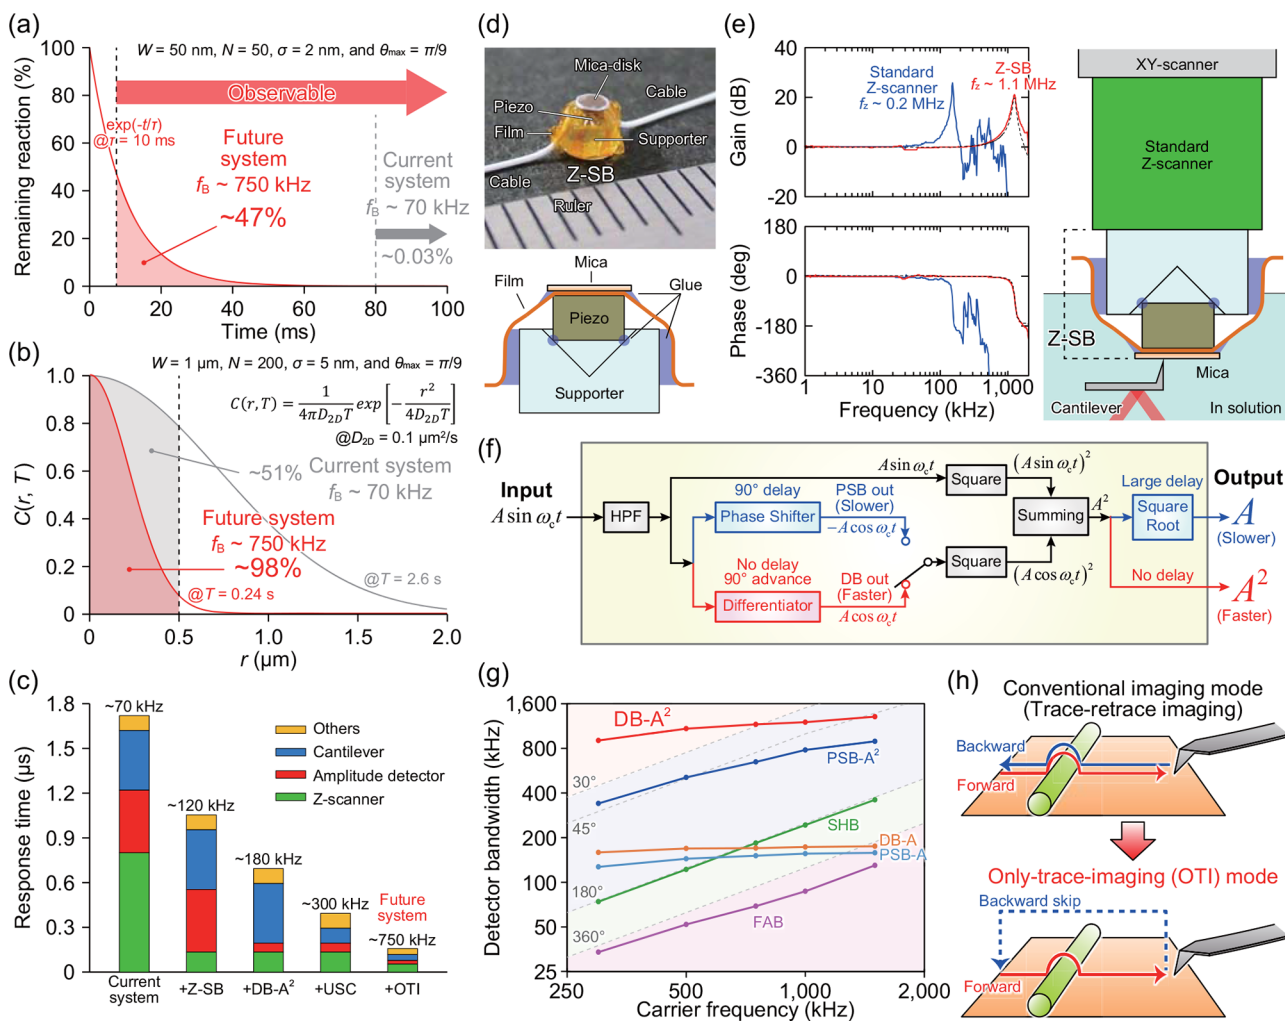 (a)
W = 50 nm, N = 50, σ = 2 nm, and θmax = π/9
Observable
exp(-t/τ)
@τ = 10 ms
Future
system
fB ~ 750 kHz
~47%
Current
system
fB ~ 70 kHz
~0.03%
Remaining reaction (%)
100
80
60
40
20
0
0 20 40 60 80 100
Time (ms)
(b)
W = 1 μm, N = 200, σ = 5 nm, and θmax = π/9
C(r,T) = 1/(4πD2DT) exp[−r²/(4D2DT)]
@D2D = 0.1 μm²/s
~51%
Current system
fB ~ 70 kHz
Future system
fB ~ 750 kHz
~98%
@T = 0.24 s
@T = 2.6 s
C(r, T)
1.0
0.8
0.6
0.4
0.2
0
0 0.5 1.0 1.5 2.0
r (μm)
(c)
Response time (μs)
1.8
1.5
1.2
0.9
0.6
0.3
0
~70 kHz
~120 kHz
~180 kHz
~300 kHz
Future
system
~750 kHz
Others
Cantilever
Amplitude detector
Z-scanner
Current
system
+Z-SB
+DB-A²
+USC
+OTI
(d)
Mica-disk
Cable
Piezo
Film
Supporter
Z-SB
Cable
Ruler
Mica
Film
Glue
Piezo
Supporter
(e)
Gain (dB)
40
20
0
-20
Standard
Z-scanner
fz ~ 0.2 MHz
Z-SB
fz ~ 1.1 MHz
Phase (deg)
180
0
-180
-360
1 10 100 1,000
Frequency (kHz)
XY-scanner
Standard
Z-scanner
Z-SB
Mica
Cantilever
In solution
(f)
Input
A sin ωct
HPF
90° delay
Phase Shifter
PSB out
(Slower)
−A cos ωct
No delay
90° advance
Differentiator
DB out
(Faster)
A cos ωct
A sin ωct
Square
(A sin ωct)²
Square
(A cos ωct)²
Summing
A²
Large delay
Square
Root
No delay
Output
A
(Slower)
A²
(Faster)
(g)
Detector bandwidth (kHz)
1,600
800
400
200
100
50
25
DB-A²
PSB-A²
SHB
DB-A
PSB-A
FAB
30°
45°
180°
360°
250 500 1,000 2,000
Carrier frequency (kHz)
(h)
Conventional imaging mode
(Trace-retrace imaging)
Backward
Forward
Only-trace-imaging (OTI) mode
Backward skip
Forward